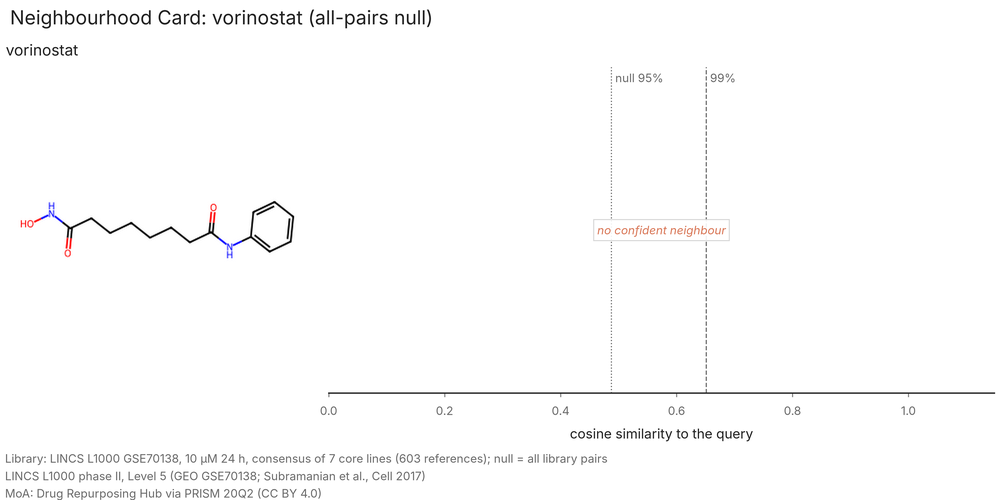 Neighbourhood Card: vorinostat (all-pairs null)
vorinostat
null 95%
99%
HO
H
N
O
O
N
H
no confident neighbour
0.0 0.2 0.4 0.6 0.8 1.0
cosine similarity to the query
Library: LINCS L1000 GSE70138, 10 µM 24 h, consensus of 7 core lines (603 references); null = all library pairs
LINCS L1000 phase II, Level 5 (GEO GSE70138; Subramanian et al., Cell 2017)
MoA: Drug Repurposing Hub via PRISM 20Q2 (CC BY 4.0)